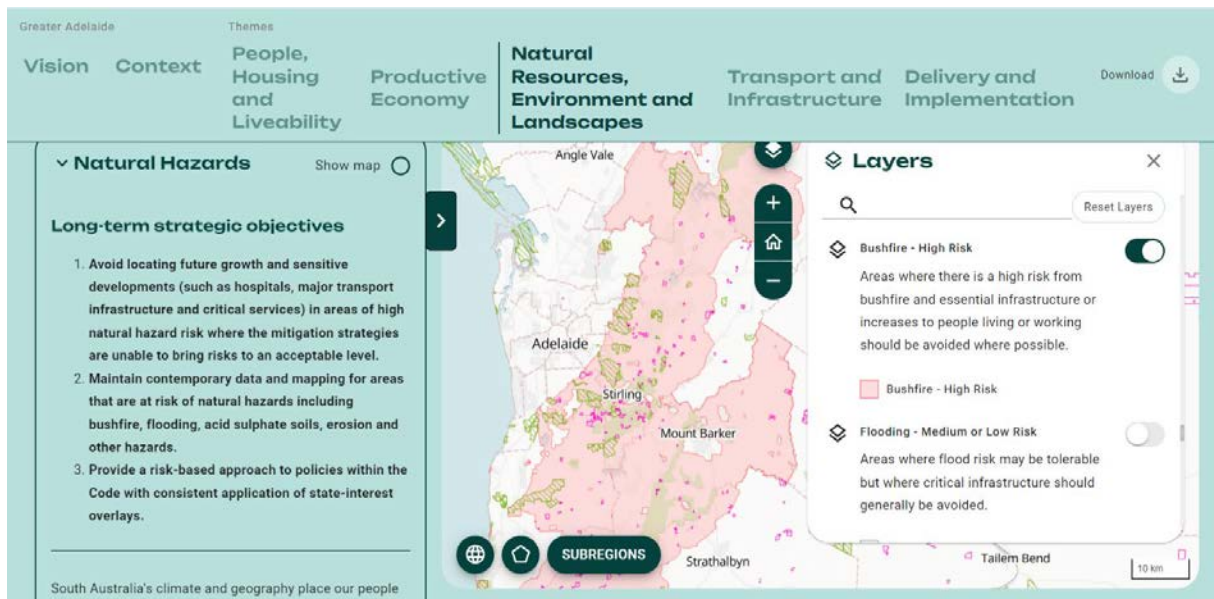 Greater Adelaide
Themes
Vision
Context
People,
Housing
and
Liveability
Productive
Economy
Natural
Resources,
Environment and
Landscapes
Transport and
Infrastructure
Delivery and
Implementation
Download
Natural Hazards
Show map
Long-term strategic objectives
1. Avoid locating future growth and sensitive
developments (such as hospitals, major transport
infrastructure and critical services) in areas of high
natural hazard risk where the mitigation strategies
are unable to bring risks to an acceptable level.
2. Maintain contemporary data and mapping for areas
that are at risk of natural hazards including
bushfire, flooding, acid sulphate soils, erosion and
other hazards.
3. Provide a risk-based approach to policies within the
Code with consistent application of state-interest
overlays.
South Australia's climate and geography place our people
Angle Vale
Adelaide
Stirling
Mount Barker
Strathalbyn
Tailem Bend
SUBREGIONS
10 km
Layers
Reset Layers
Bushfire - High Risk
Areas where there is a high risk from
bushfire and essential infrastructure or
increases to people living or working
should be avoided where possible.
Bushfire - High Risk
Flooding - Medium or Low Risk
Areas where flood risk may be tolerable
but where critical infrastructure should
generally be avoided.